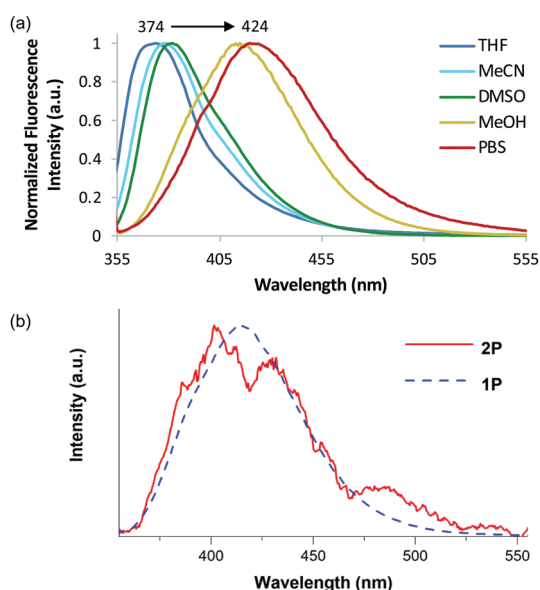 (a)
374 424
Normalized Fluorescence
Intensity (a.u.)
1
0.8
0.6
0.4
0.2
0
355 405 455 505 555
Wavelength (nm)
THF
MeCN
DMSO
MeOH
PBS
(b)
Intensity (a.u.)
2P
1P
400 450 500 550
Wavelength (nm)